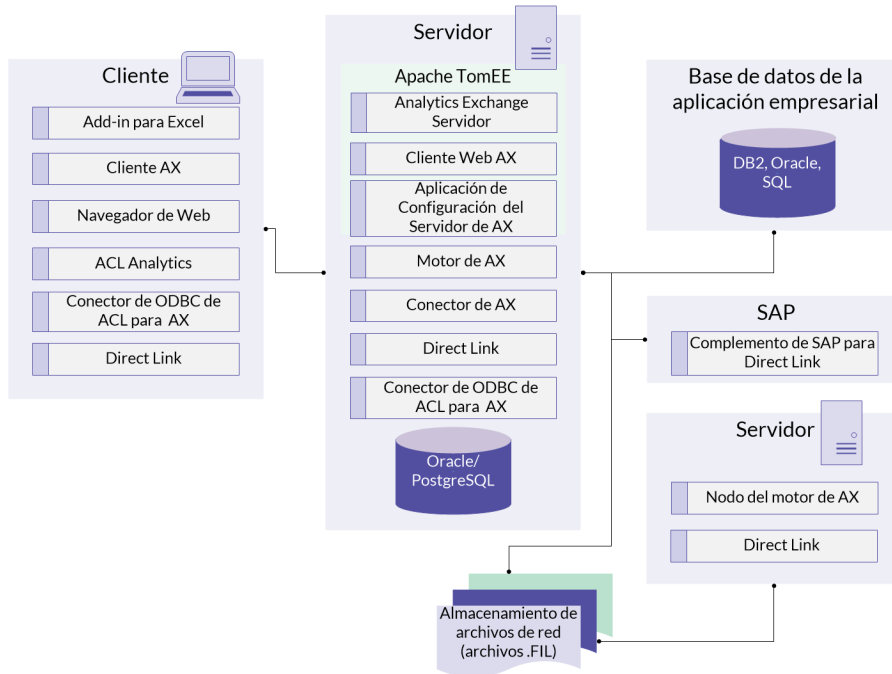 Cliente
Add-in para Excel
Cliente AX
Navegador de Web
ACL Analytics
Conector de ODBC de
ACL para AX
Direct Link
Servidor
Apache TomEE
Analytics Exchange
Servidor
Cliente Web AX
Aplicación de
Configuración del
Servidor de AX
Motor de AX
Conector de AX
Direct Link
Conector de ODBC de
ACL para AX
Oracle/
PostgreSQL
Base de datos de la
aplicación empresarial
DB2, Oracle,
SQL
SAP
Complemento de SAP para
Direct Link
Servidor
Nodo del motor de AX
Direct Link
Almacenamiento de
archivos de red
(archivos .FIL)